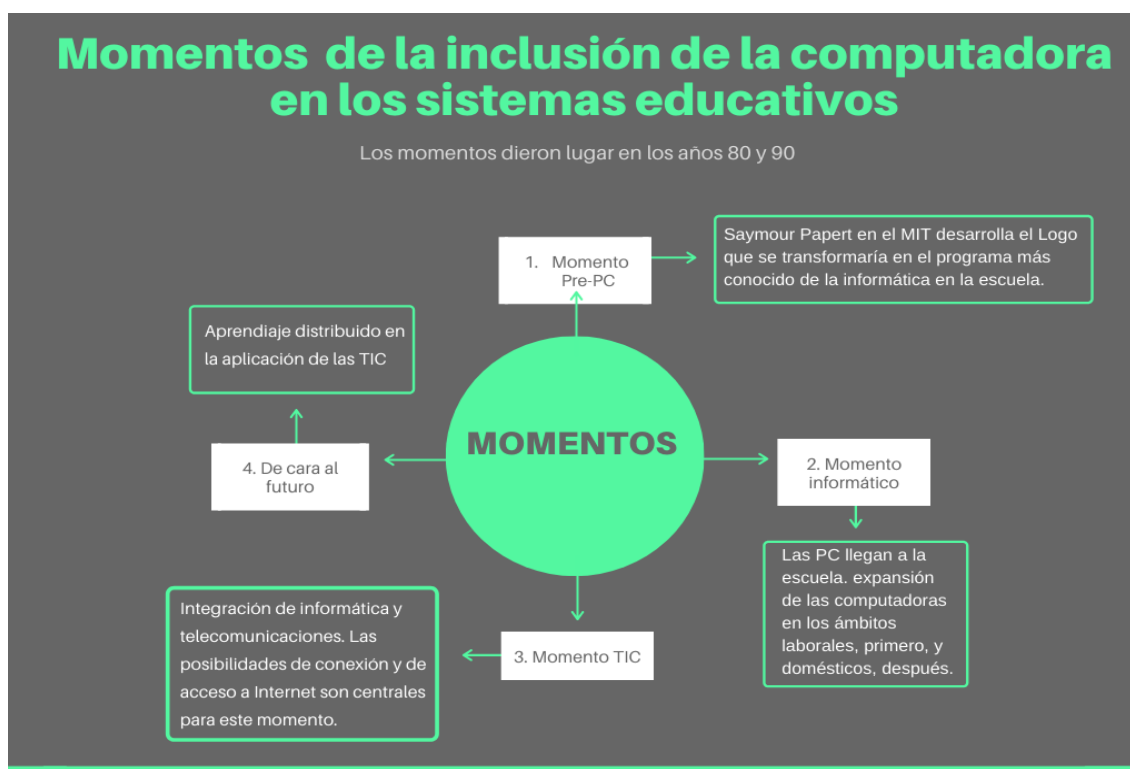 Momentos de la inclusión de la computadora
en los sistemas educativos
Los momentos dieron lugar en los años 80 y 90
1. Momento
Pre-PC
Saymour Papert en el MIT desarrolla el Logo
que se transformaría en el programa más
conocido de la informática en la escuela.
Aprendiaje distribuido en
la aplicación de las TIC
MOMENTOS
4. De cara al
futuro
2. Momento
informático
Las PC llegan a la
escuela. expansión
de las computadoras
en los ámbitos
laborales, primero, y
domésticos, después.
Integración de informática y
telecomunicaciones. Las
posibilidades de conexión y de
acceso a Internet son centrales
para este momento.
3. Momento TIC